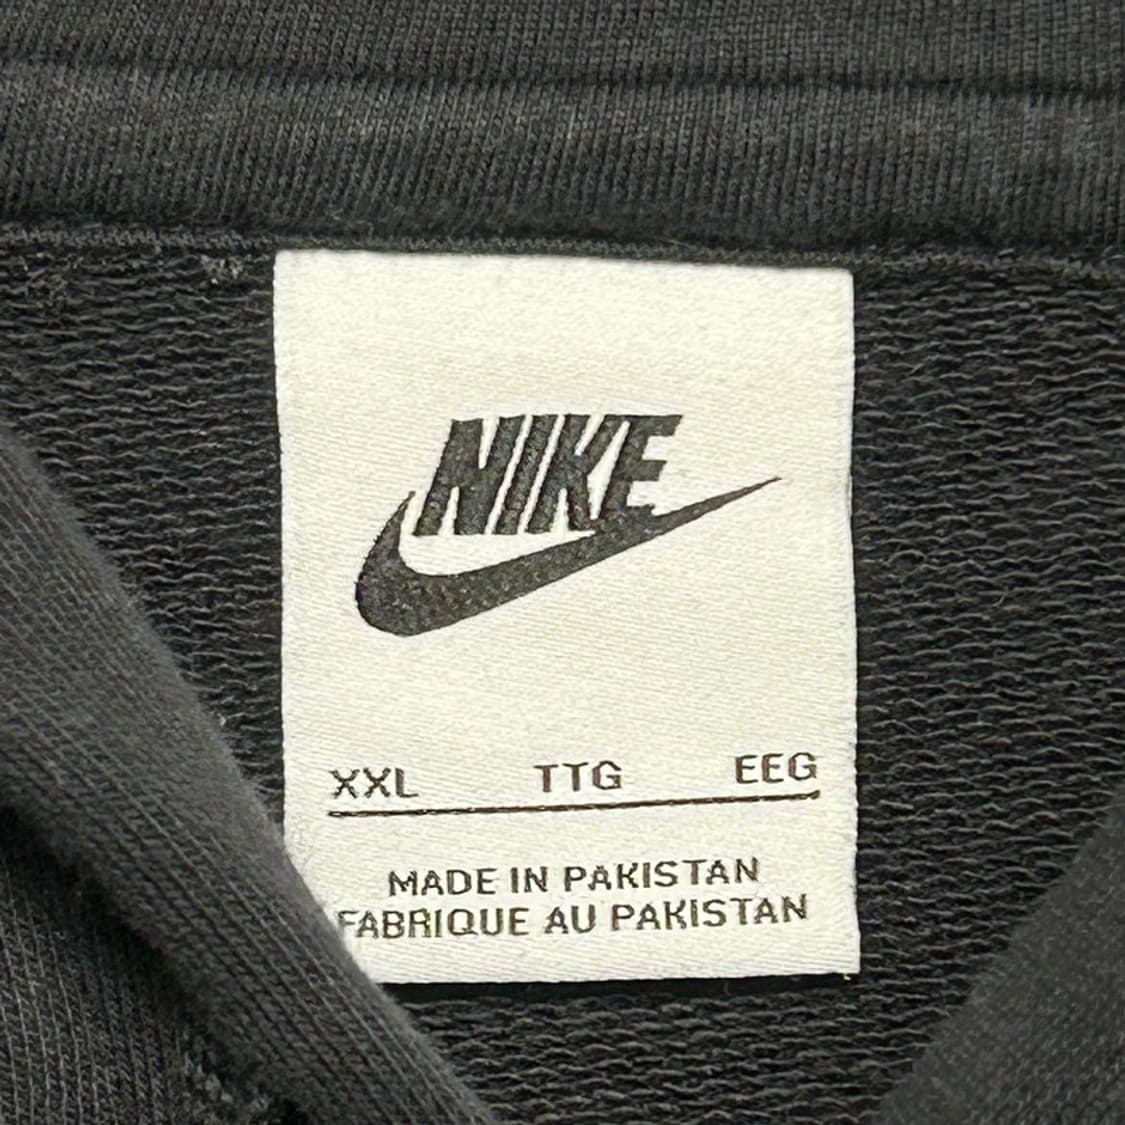 NIKE
XXL TTG EEG
MADE IN PAKISTAN
FABRIQUE AU PAKISTAN